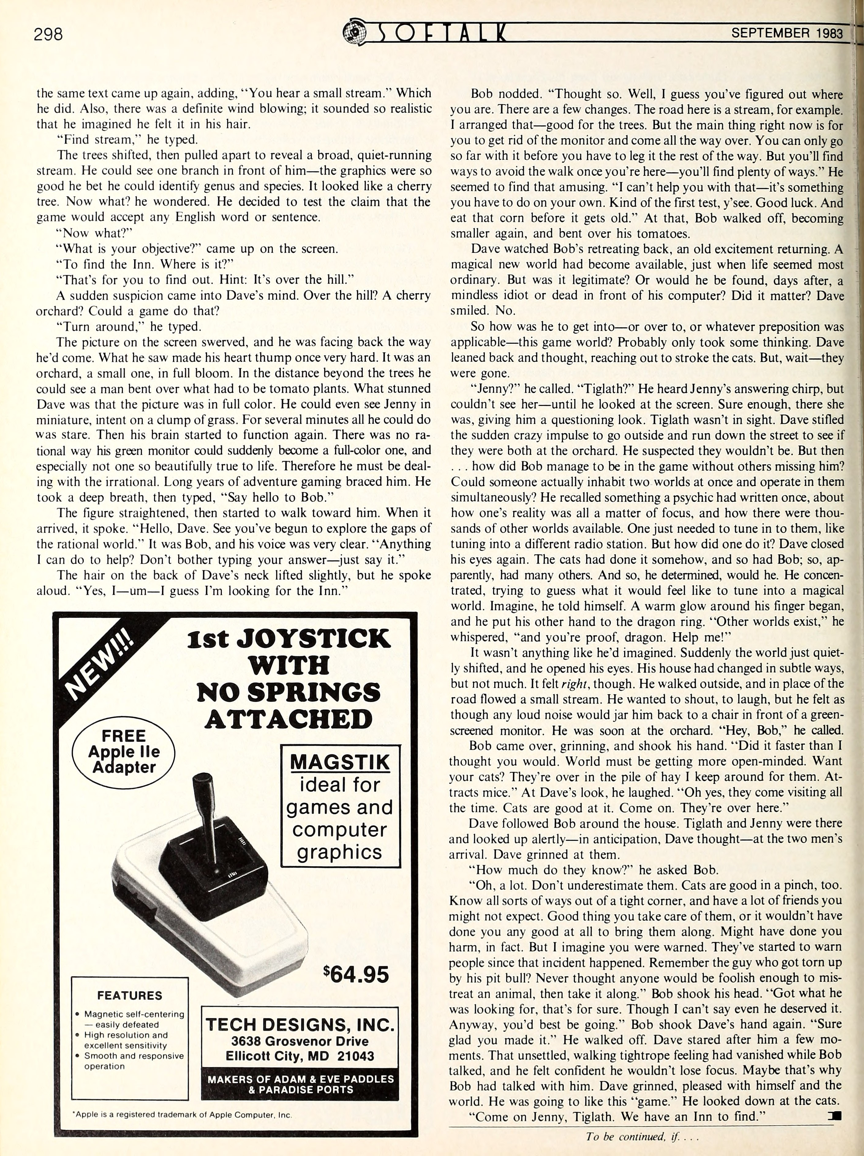 298
SOFTALK
SEPTEMBER 1983
the same text came up again, adding, “You hear a small stream.” Which
he did. Also, there was a definite wind blowing; it sounded so realistic
that he imagined he felt it in his hair.
“Find stream,” he typed.
The trees shifted, then pulled apart to reveal a broad, quiet-running
stream. He could see one branch in front of him—the graphics were so
good he bet he could identify genus and species. It looked like a cherry
tree. Now what? he wondered. He decided to test the claim that the
game would accept any English word or sentence.
“Now what?”
“What is your objective?” came up on the screen.
“To find the Inn. Where is it?”
“That’s for you to find out. Hint: It’s over the hill.”
A sudden suspicion came into Dave’s mind. Over the hill? A cherry
orchard? Could a game do that?
“Turn around,” he typed.
The picture on the screen swerved, and he was facing back the way
he’d come. What he saw made his heart thump once very hard. It was an
orchard, a small one, in full bloom. In the distance beyond the trees he
could see a man bent over what had to be tomato plants. What stunned
Dave was that the picture was in full color. He could even see Jenny in
miniature, intent on a clump of grass. For several minutes all he could do
was stare. Then his brain started to function again. There was no ra-
tional way his green monitor could suddenly become a full-color one, and
especially not one so beautifully true to life. Therefore he must be deal-
ing with the irrational. Long years of adventure gaming braced him. He
took a deep breath, then typed, “Say hello to Bob.”
The figure straightened, then started to walk toward him. When it
arrived, it spoke. “Hello, Dave. See you’ve begun to explore the gaps of
the rational world.” It was Bob, and his voice was very clear. “Anything
I can do to help? Don’t bother typing your answer—just say it.”
The hair on the back of Dave’s neck lifted slightly, but he spoke
aloud. “Yes, I—um—I guess I’m looking for the Inn.”
NEW!!!
1st JOYSTICK
WITH
NO SPRINGS
ATTACHED
FREE
Apple IIe
Adapter
MAGSTIK
ideal for
games and
computer
graphics
$64.95
FEATURES
• Magnetic self-centering
— easily defeated
• High resolution and
excellent sensitivity
• Smooth and responsive
operation
TECH DESIGNS, INC.
3638 Grosvenor Drive
Ellicott City, MD 21043
MAKERS OF ADAM & EVE PADDLES
& PARADISE PORTS
*Apple is a registered trademark of Apple Computer, Inc.
Bob nodded. “Thought so. Well, I guess you’ve figured out where
you are. There are a few changes. The road here is a stream, for example.
I arranged that—good for the trees. But the main thing right now is for
you to get rid of the monitor and come all the way over. You can only go
so far with it before you have to leg it the rest of the way. But you’ll find
ways to avoid the walk once you’re here—you’ll find plenty of ways.” He
seemed to find that amusing. “I can’t help you with that—it’s something
you have to do on your own. Kind of the first test, y’see. Good luck. And
eat that corn before it gets old.” At that, Bob walked off, becoming
smaller again, and bent over his tomatoes.
Dave watched Bob’s retreating back, an old excitement returning. A
magical new world had become available, just when life seemed most
ordinary. But was it legitimate? Or would he be found, days after, a
mindless idiot or dead in front of his computer? Did it matter? Dave
smiled. No.
So how was he to get into—or over to, or whatever preposition was
applicable—this game world? Probably only took some thinking. Dave
leaned back and thought, reaching out to stroke the cats. But, wait—they
were gone.
“Jenny?” he called. “Tiglath?” He heard Jenny’s answering chirp, but
couldn’t see her—until he looked at the screen. Sure enough, there she
was, giving him a questioning look. Tiglath wasn’t in sight. Dave stifled
the sudden crazy impulse to go outside and run down the street to see if
they were both at the orchard. He suspected they wouldn’t be. But then
. . . how did Bob manage to be in the game without others missing him?
Could someone actually inhabit two worlds at once and operate in them
simultaneously? He recalled something a psychic had written once, about
how one’s reality was all a matter of focus, and how there were thou-
sands of other worlds available. One just needed to tune in to them, like
tuning into a different radio station. But how did one do it? Dave closed
his eyes again. The cats had done it somehow, and so had Bob; so, ap-
parently, had many others. And so, he determined, would he. He concen-
trated, trying to guess what it would feel like to tune into a magical
world. Imagine, he told himself. A warm glow around his finger began,
and he put his other hand to the dragon ring. “Other worlds exist,” he
whispered, “and you’re proof, dragon. Help me!”
It wasn’t anything like he’d imagined. Suddenly the world just quiet-
ly shifted, and he opened his eyes. His house had changed in subtle ways,
but not much. It felt right, though. He walked outside, and in place of the
road flowed a small stream. He wanted to shout, to laugh, but he felt as
though any loud noise would jar him back to a chair in front of a green-
screened monitor. He was soon at the orchard. “Hey, Bob,” he called.
Bob came over, grinning, and shook his hand. “Did it faster than I
thought you would. World must be getting more open-minded. Want
your cats? They’re over in the pile of hay I keep around for them. At-
tracts mice.” At Dave’s look, he laughed. “Oh yes, they come visiting all
the time. Cats are good at it. Come on. They’re over here.”
Dave followed Bob around the house. Tiglath and Jenny were there
and looked up alertly—in anticipation, Dave thought—at the two men’s
arrival. Dave grinned at them.
“How much do they know?” he asked Bob.
“Oh, a lot. Don’t underestimate them. Cats are good in a pinch, too.
Know all sorts of ways out of a tight corner, and have a lot of friends you
might not expect. Good thing you take care of them, or it wouldn’t have
done you any good at all to bring them along. Might have done you
harm, in fact. But I imagine you were warned. They’ve started to warn
people since that incident happened. Remember the guy who got torn up
by his pit bull? Never thought anyone would be foolish enough to mis-
treat an animal, then take it along.” Bob shook his head. “Got what he
was looking for, that’s for sure. Though I can’t say even he deserved it.
Anyway, you’d best be going.” Bob shook Dave’s hand again. “Sure
glad you made it.” He walked off. Dave stared after him a few mo-
ments. That unsettled, walking tightrope feeling had vanished while Bob
talked, and he felt confident he wouldn’t lose focus. Maybe that’s why
Bob had talked with him. Dave grinned, pleased with himself and the
world. He was going to like this “game.” He looked down at the cats.
“Come on Jenny, Tiglath. We have an Inn to find.”
To be continued, if. . . .